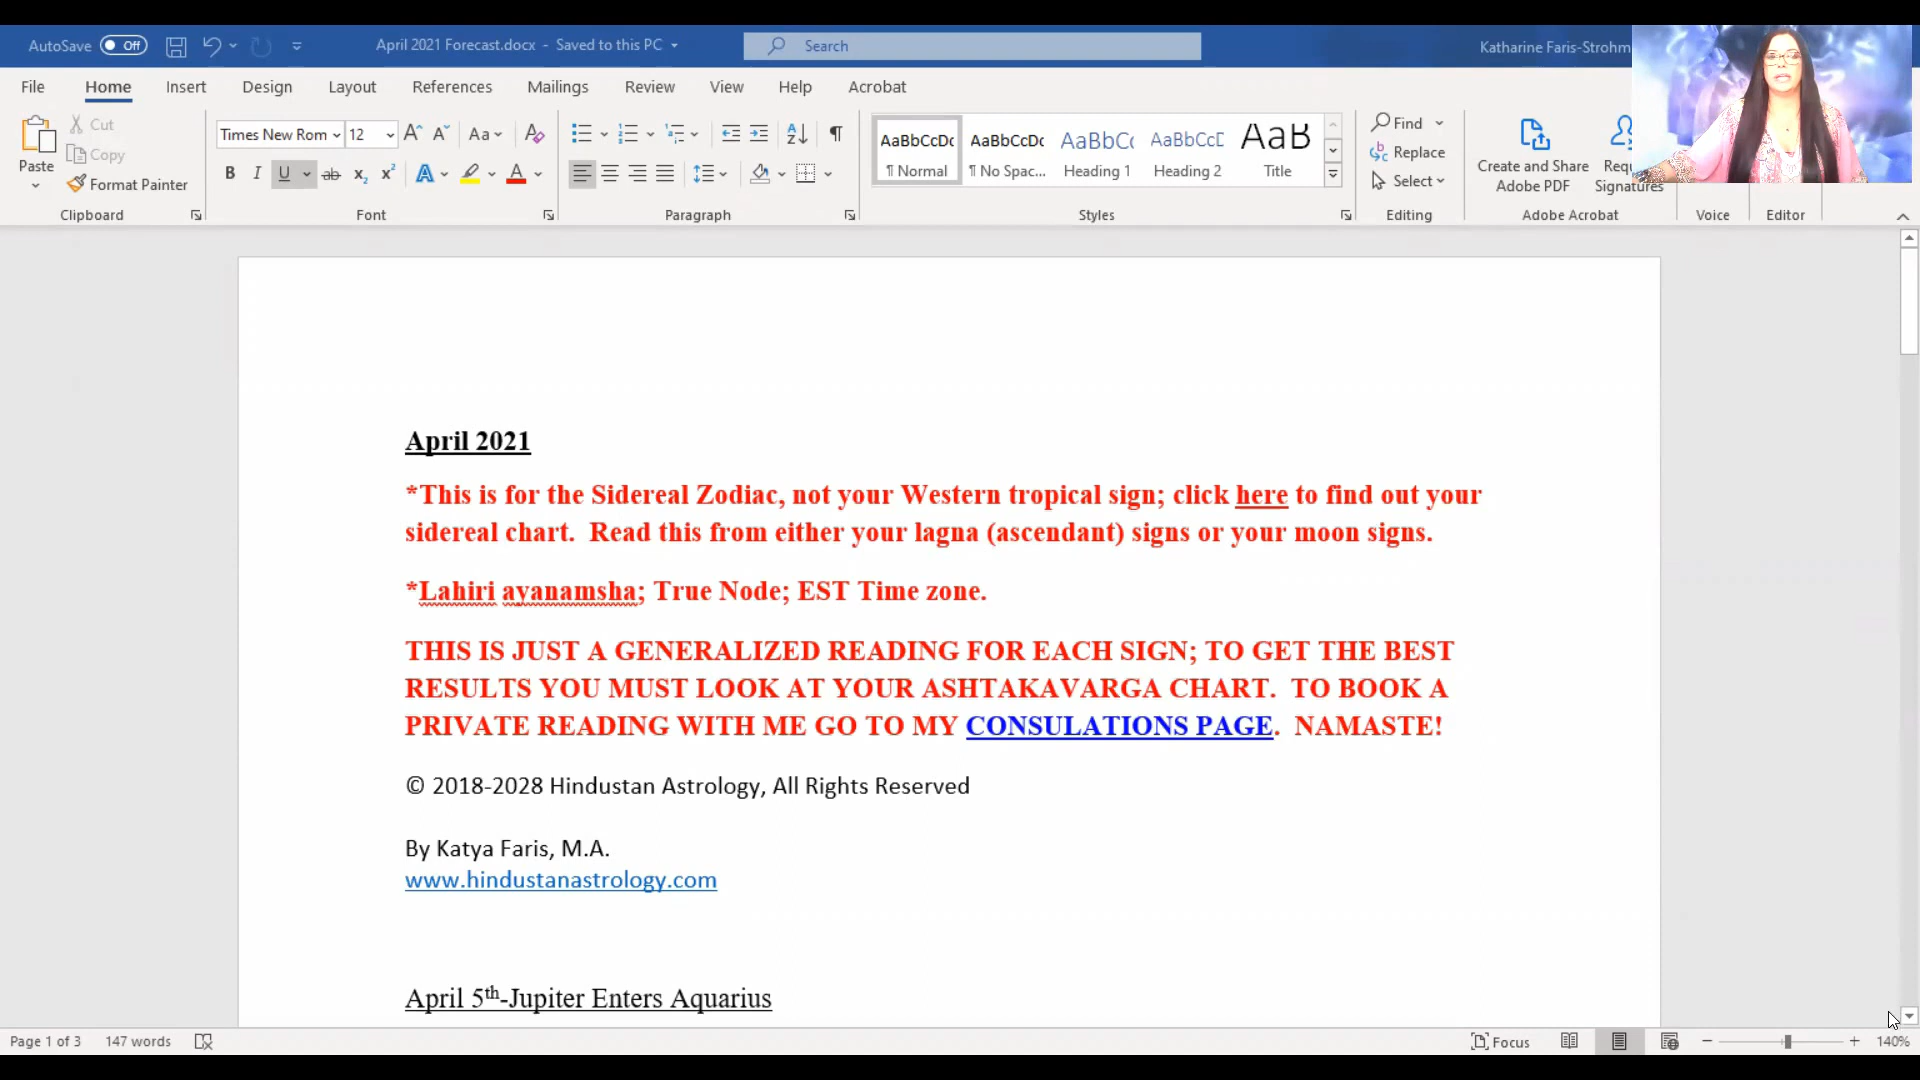 AutoSave Off April 2021 Forecast.docx - Saved to this PC Search Katharine Faris-Strohm
File Home Insert Design Layout References Mailings Review View Help Acrobat
Paste Cut Copy Format Painter
Times New Rom 12
AaBbCcDc AaBbCcDc AaBbCc AaBbCcD AaB
¶ Normal ¶ No Spac... Heading 1 Heading 2 Title
Find
Replace
Select
Create and Share Adobe PDF
Signatures
Clipboard Font Paragraph Styles Editing Adobe Acrobat Voice Editor
April 2021
*This is for the Sidereal Zodiac, not your Western tropical sign; click here to find out your
sidereal chart. Read this from either your lagna (ascendant) signs or your moon signs.
*Lahiri ayanamsha; True Node; EST Time zone.
THIS IS JUST A GENERALIZED READING FOR EACH SIGN; TO GET THE BEST
RESULTS YOU MUST LOOK AT YOUR ASHTAKAVARGA CHART. TO BOOK A
PRIVATE READING WITH ME GO TO MY CONSULATIONS PAGE. NAMASTE!
© 2018-2028 Hindustan Astrology, All Rights Reserved
By Katya Faris, M.A.
www.hindustanastrology.com
April 5th-Jupiter Enters Aquarius
Page 1 of 3 147 words Focus 140%